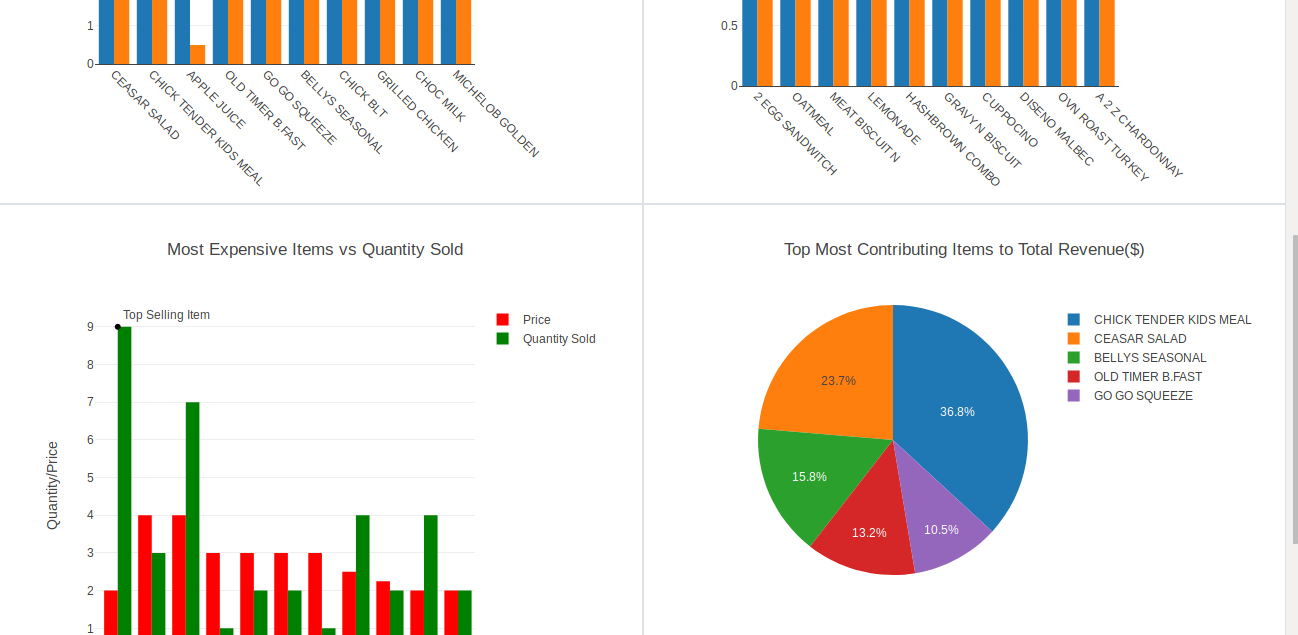 1
0
CEASAR SALAD
CHICK TENDER KIDS MEAL
APPLE JUICE
OLD TIMER B.FAST
GO GO SQUEEZE
BELLYS SEASONAL
CHICK BLT
GRILLED CHICKEN
CHOC MILK
MICHELOB GOLDEN
0.5
0
2 EGG SANDWITCH
OATMEAL
MEAT BISCUIT N
LEMONADE
HASHBROWN COMBO
GRAVY N BISCUIT
CUPPOCINO
DISENO MALBEC
OVN ROAST TURKEY
A 2 Z CHARDONNAY
Most Expensive Items vs Quantity Sold
Top Selling Item
9
8
7
6
5
4
3
2
1
Quantity/Price
Price
Quantity Sold
Top Most Contributing Items to Total Revenue($)
23.7%
36.8%
15.8%
13.2%
10.5%
CHICK TENDER KIDS MEAL
CEASAR SALAD
BELLYS SEASONAL
OLD TIMER B.FAST
GO GO SQUEEZE